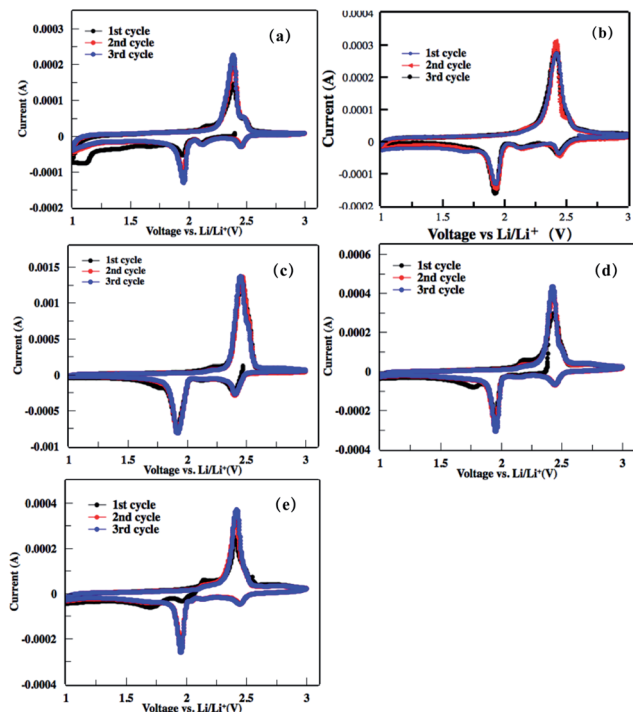 0.0003
0.0002
0.0001
0
-0.0001
-0.0002
Current (A)
1st cycle
2nd cycle
3rd cycle
(a)
1
1.5
2
2.5
3
Voltage vs. Li/Li⁺(V)
0.0004
0.0003
0.0002
0.0001
0
-0.0001
-0.0002
Current (A)
1st cycle
2nd cycle
3rd cycle
(b)
1
1.5
2
2.5
3
Voltage vs Li/Li⁺ (V)
0.0015
0.001
0.0005
0
-0.0005
-0.001
Current (A)
1st cycle
2nd cycle
3rd cycle
(c)
1
1.5
2
2.5
3
Voltage vs. Li/Li⁺(V)
0.0006
0.0004
0.0002
0
-0.0002
-0.0004
Current (A)
1st cycle
2nd cycle
3rd cycle
(d)
1
1.5
2
2.5
3
Voltage vs. Li/Li⁺(V)
0.0004
0.0002
0
-0.0002
-0.0004
Current (A)
1st cycle
2nd cycle
3rd cycle
(e)
1
1.5
2
2.5
3
Voltage vs. Li/Li⁺(V)